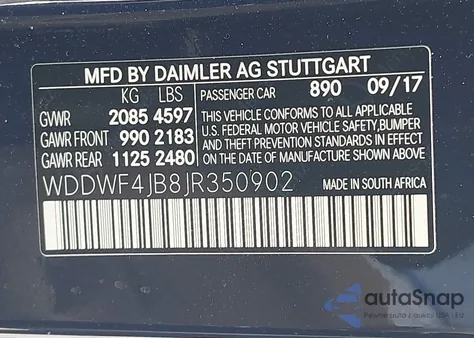 MFD BY DAIMLER AG STUTTGART
KG LBS
GVWR 2085 4597
GAWR FRONT 990 2183
GAWR REAR 1125 2480
PASSENGER CAR 890 09/17
THIS VEHICLE CONFORMS TO ALL APPLICABLE
U.S. FEDERAL MOTOR VEHICLE SAFETY,BUMPER
AND THEFT PREVENTION STANDARDS IN EFFECT
ON THE DATE OF MANUFACTURE SHOWN ABOVE.
WDDWF4JB8JR350902
MADE IN SOUTH AFRICA
autoSnap